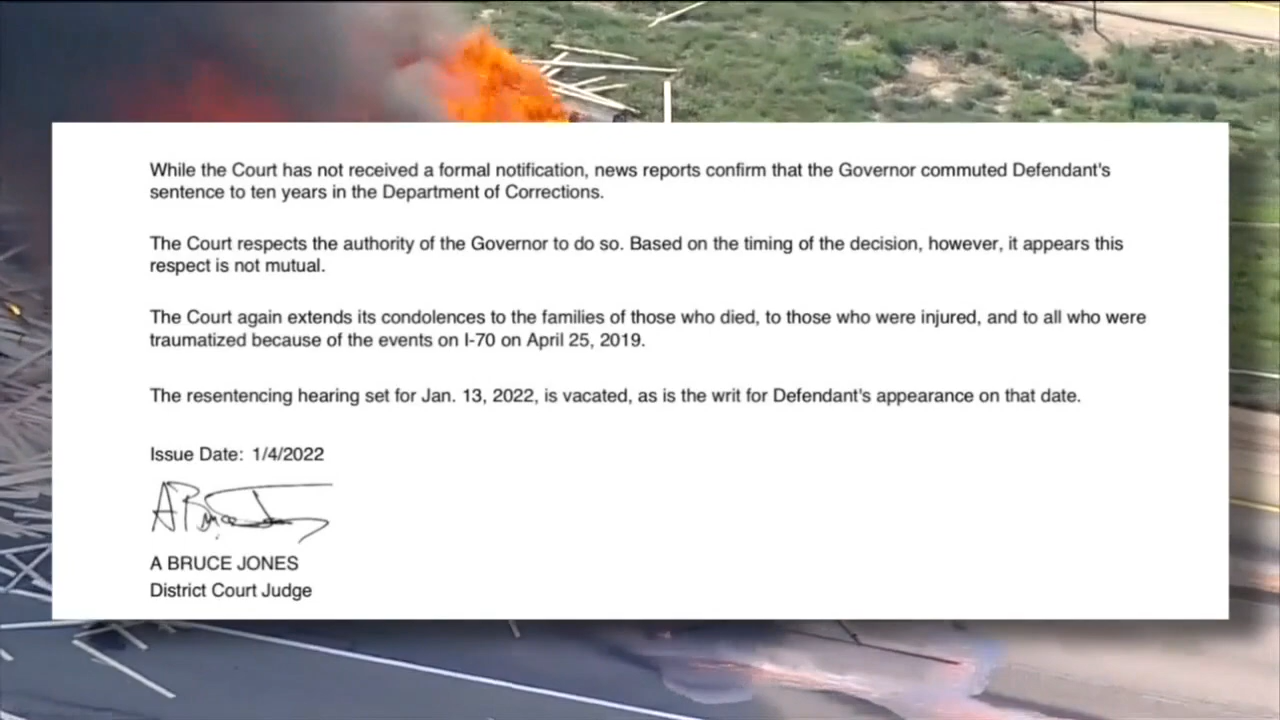 While the Court has not received a formal notification, news reports confirm that the Governor commuted Defendant's
sentence to ten years in the Department of Corrections.
The Court respects the authority of the Governor to do so. Based on the timing of the decision, however, it appears this
respect is not mutual.
The Court again extends its condolences to the families of those who died, to those who were injured, and to all who were
traumatized because of the events on I-70 on April 25, 2019.
The resentencing hearing set for Jan. 13, 2022, is vacated, as is the writ for Defendant's appearance on that date.
Issue Date: 1/4/2022
A BRUCE JONES
District Court Judge